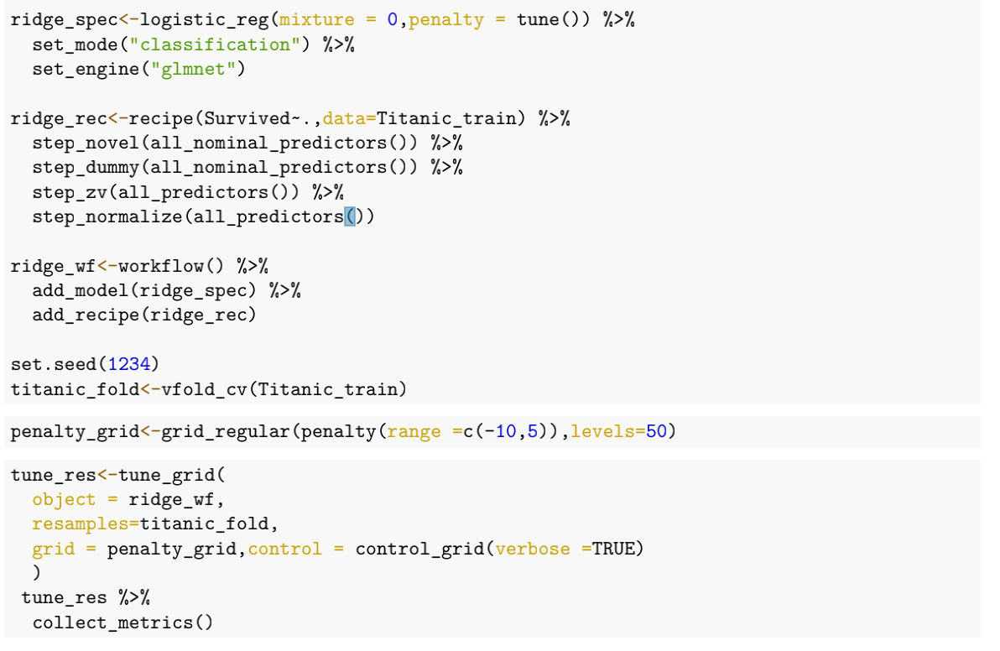 ridge_spec<-logistic_reg(mixture = 0,penalty = tune()) %>%
  set_mode("classification") %>%
  set_engine("glmnet")

ridge_rec<-recipe(Survived~.,data=Titanic_train) %>%
  step_novel(all_nominal_predictors()) %>%
  step_dummy(all_nominal_predictors()) %>%
  step_zv(all_predictors()) %>%
  step_normalize(all_predictors())

ridge_wf<-workflow() %>%
  add_model(ridge_spec) %>%
  add_recipe(ridge_rec)

set.seed(1234)
titanic_fold<-vfold_cv(Titanic_train)

penalty_grid<-grid_regular(penalty(range =c(-10,5)),levels=50)

tune_res<-tune_grid(
  object = ridge_wf,
  resamples=titanic_fold,
  grid = penalty_grid,control = control_grid(verbose =TRUE)
  )
 tune_res %>%
  collect_metrics()